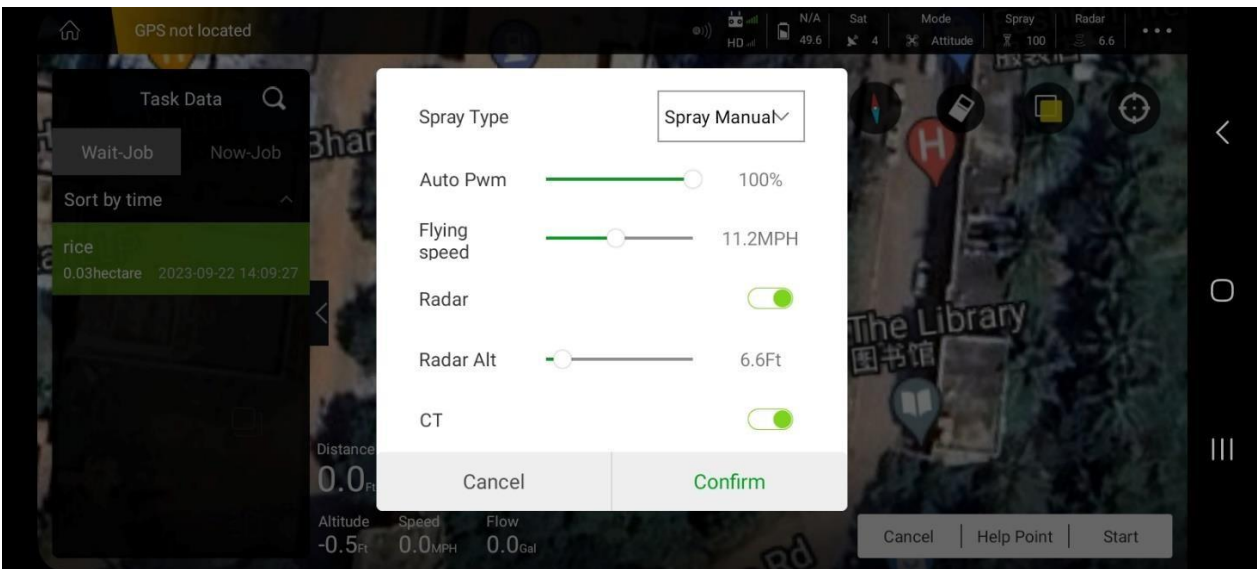 GPS not located
N/A
HD
49.6
Sat
4
Mode
Attitude
Spray
100
Radar
6.6
Task Data
Wait-Job Now-Job
Sort by time
rice
0.03hectare 2023-09-22 14:09:27
Bhar
Spray Type Spray Manual
Auto Pwm 100%
Flying speed 11.2MPH
Radar
Radar Alt 6.6Ft
CT
Cancel Confirm
H
The Library
图书馆
Distance
0.0Ft
Altitude Speed Flow
-0.5Ft 0.0MPH 0.0Gal
Rd
Cancel Help Point Start